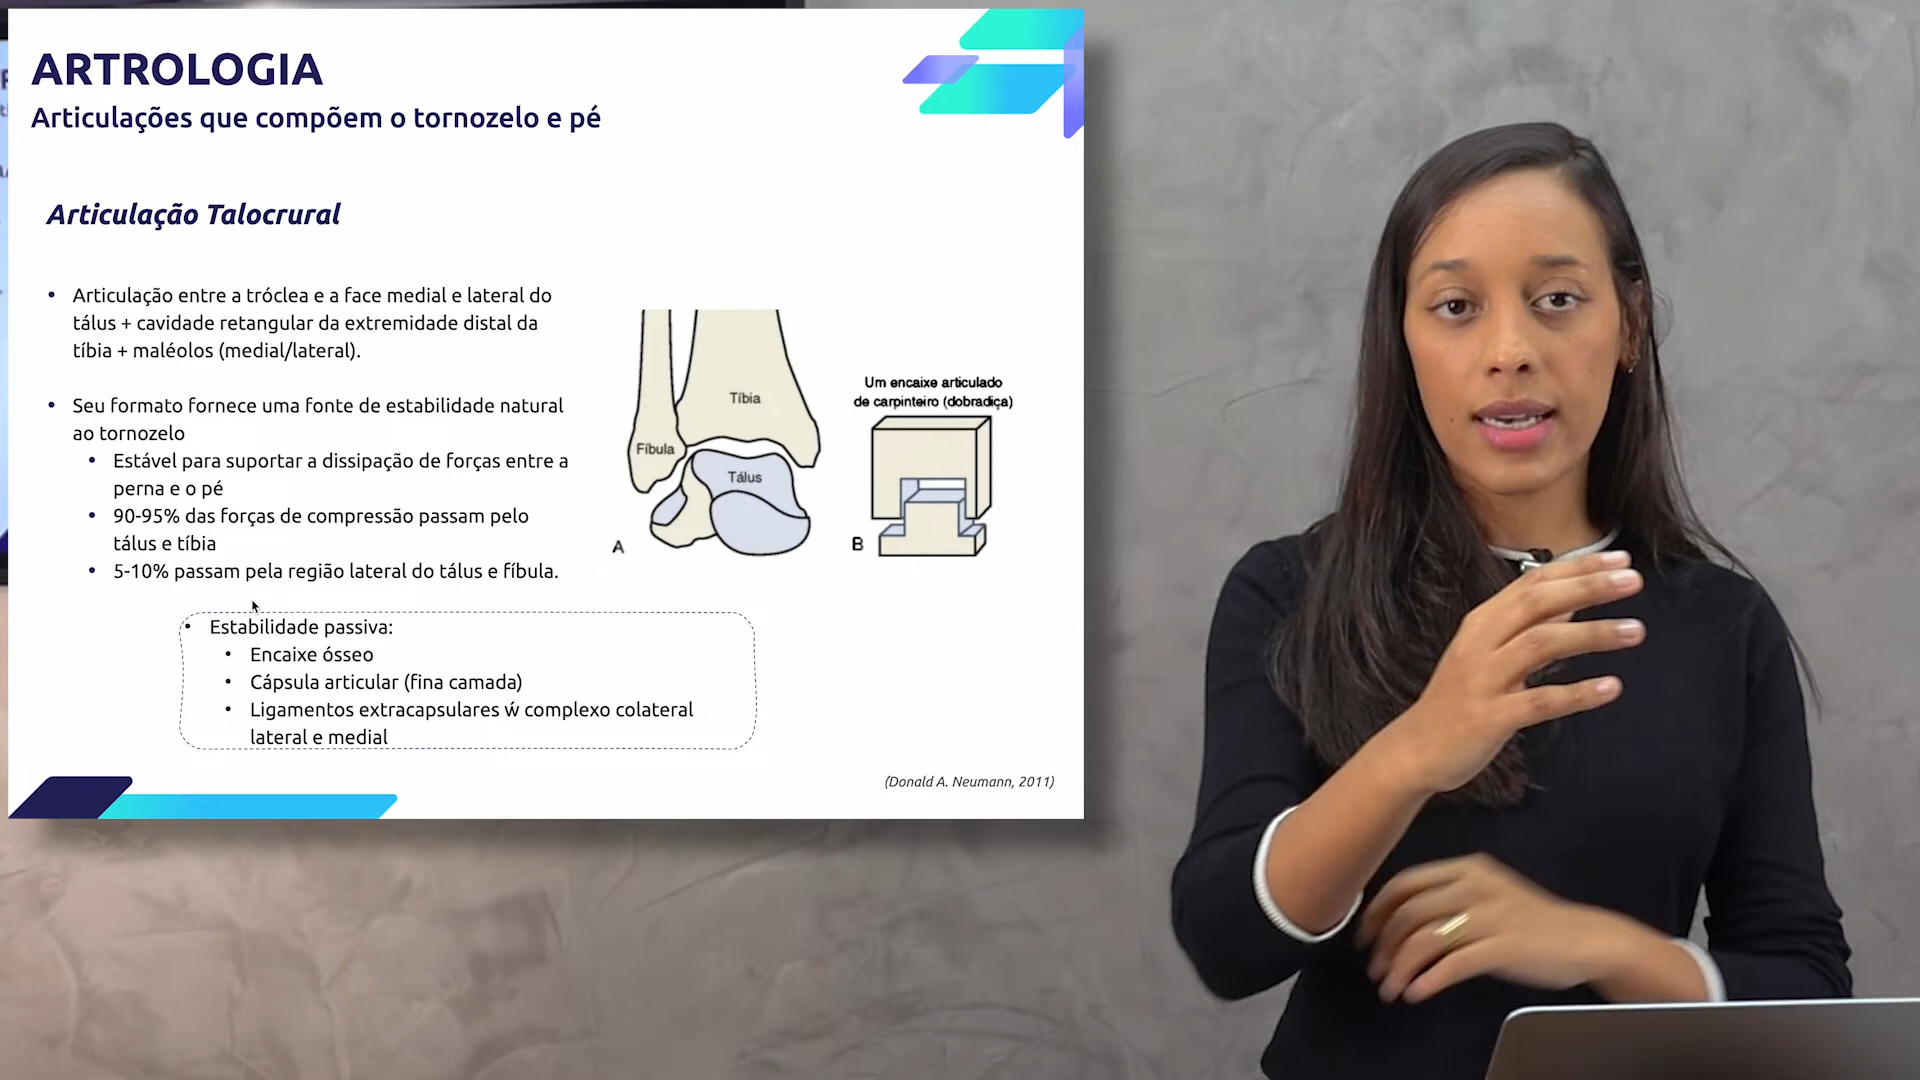 ARTROLOGIA
Articulações que compõem o tornozelo e pé
Articulação Talocrural
• Articulação entre a tróclea e a face medial e lateral do
tálus + cavidade retangular da extremidade distal da
tíbia + maléolos (medial/lateral).
• Seu formato fornece uma fonte de estabilidade natural
ao tornozelo
• Estável para suportar a dissipação de forças entre a
perna e o pé
• 90-95% das forças de compressão passam pelo
tálus e tíbia
• 5-10% passam pela região lateral do tálus e fíbula.
• Estabilidade passiva:
• Encaixe ósseo
• Cápsula articular (fina camada)
• Ligamentos extracapsulares ẃ complexo colateral
lateral e medial
Tíbia
Fíbula
Tálus
A
Um encaixe articulado
de carpinteiro (dobradiça)
B
(Donald A. Neumann, 2011)